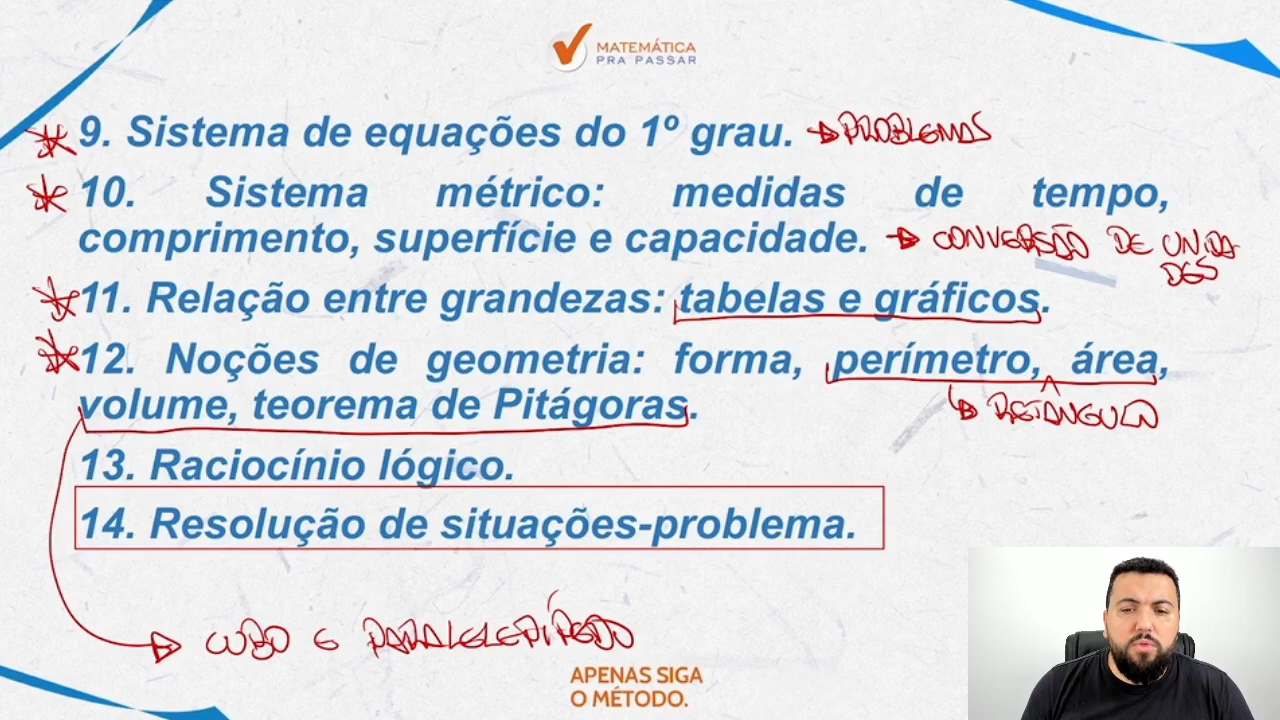 MATEMÁTICA
PRA PASSAR
9. Sistema de equações do 1º grau. PROBLEMAS
10. Sistema métrico: medidas de tempo,
comprimento, superfície e capacidade. CONVERSÃO DE UNIDA
DES
11. Relação entre grandezas: tabelas e gráficos.
12. Noções de geometria: forma, perímetro, área,
volume, teorema de Pitágoras. RETÂNGULO
13. Raciocínio lógico.
14. Resolução de situações-problema.
CUBO E PARALELEPÍPEDO
APENAS SIGA
O MÉTODO.